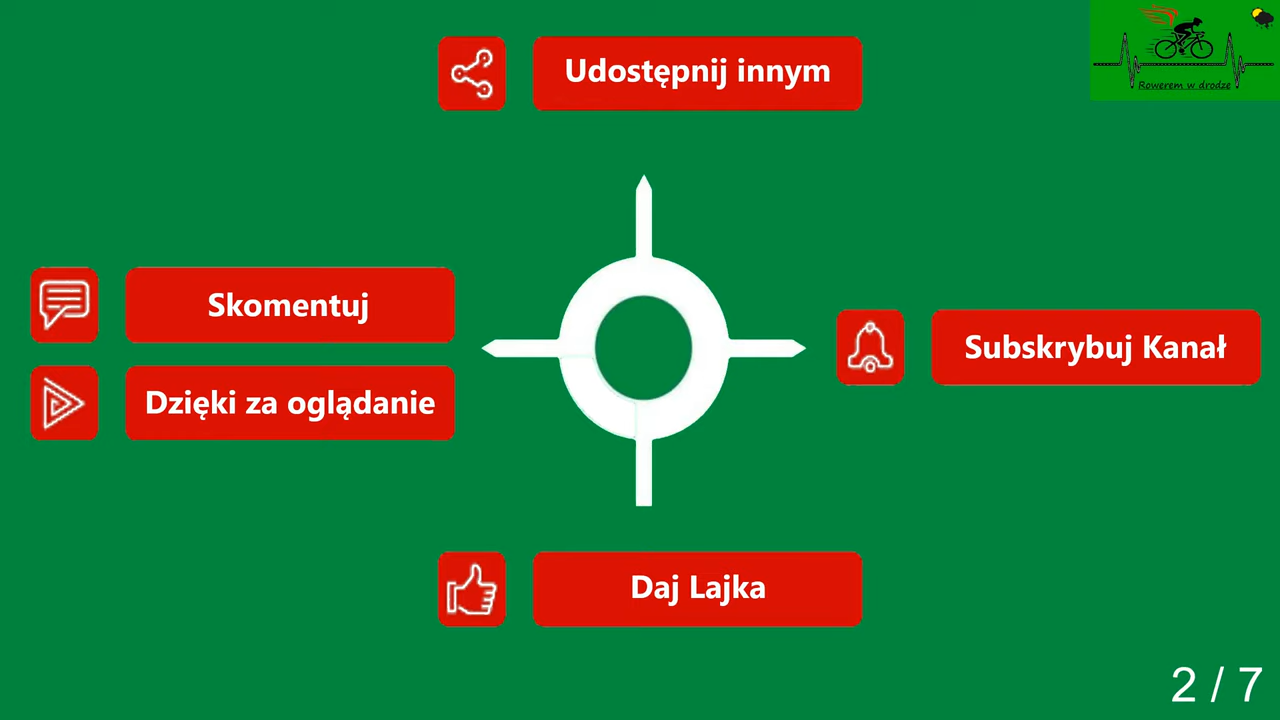 Udostępnij innym
Rowerem w drodze
Skomentuj
Dzięki za oglądanie
Subskrybuj Kanał
Daj Lajka
2 / 7